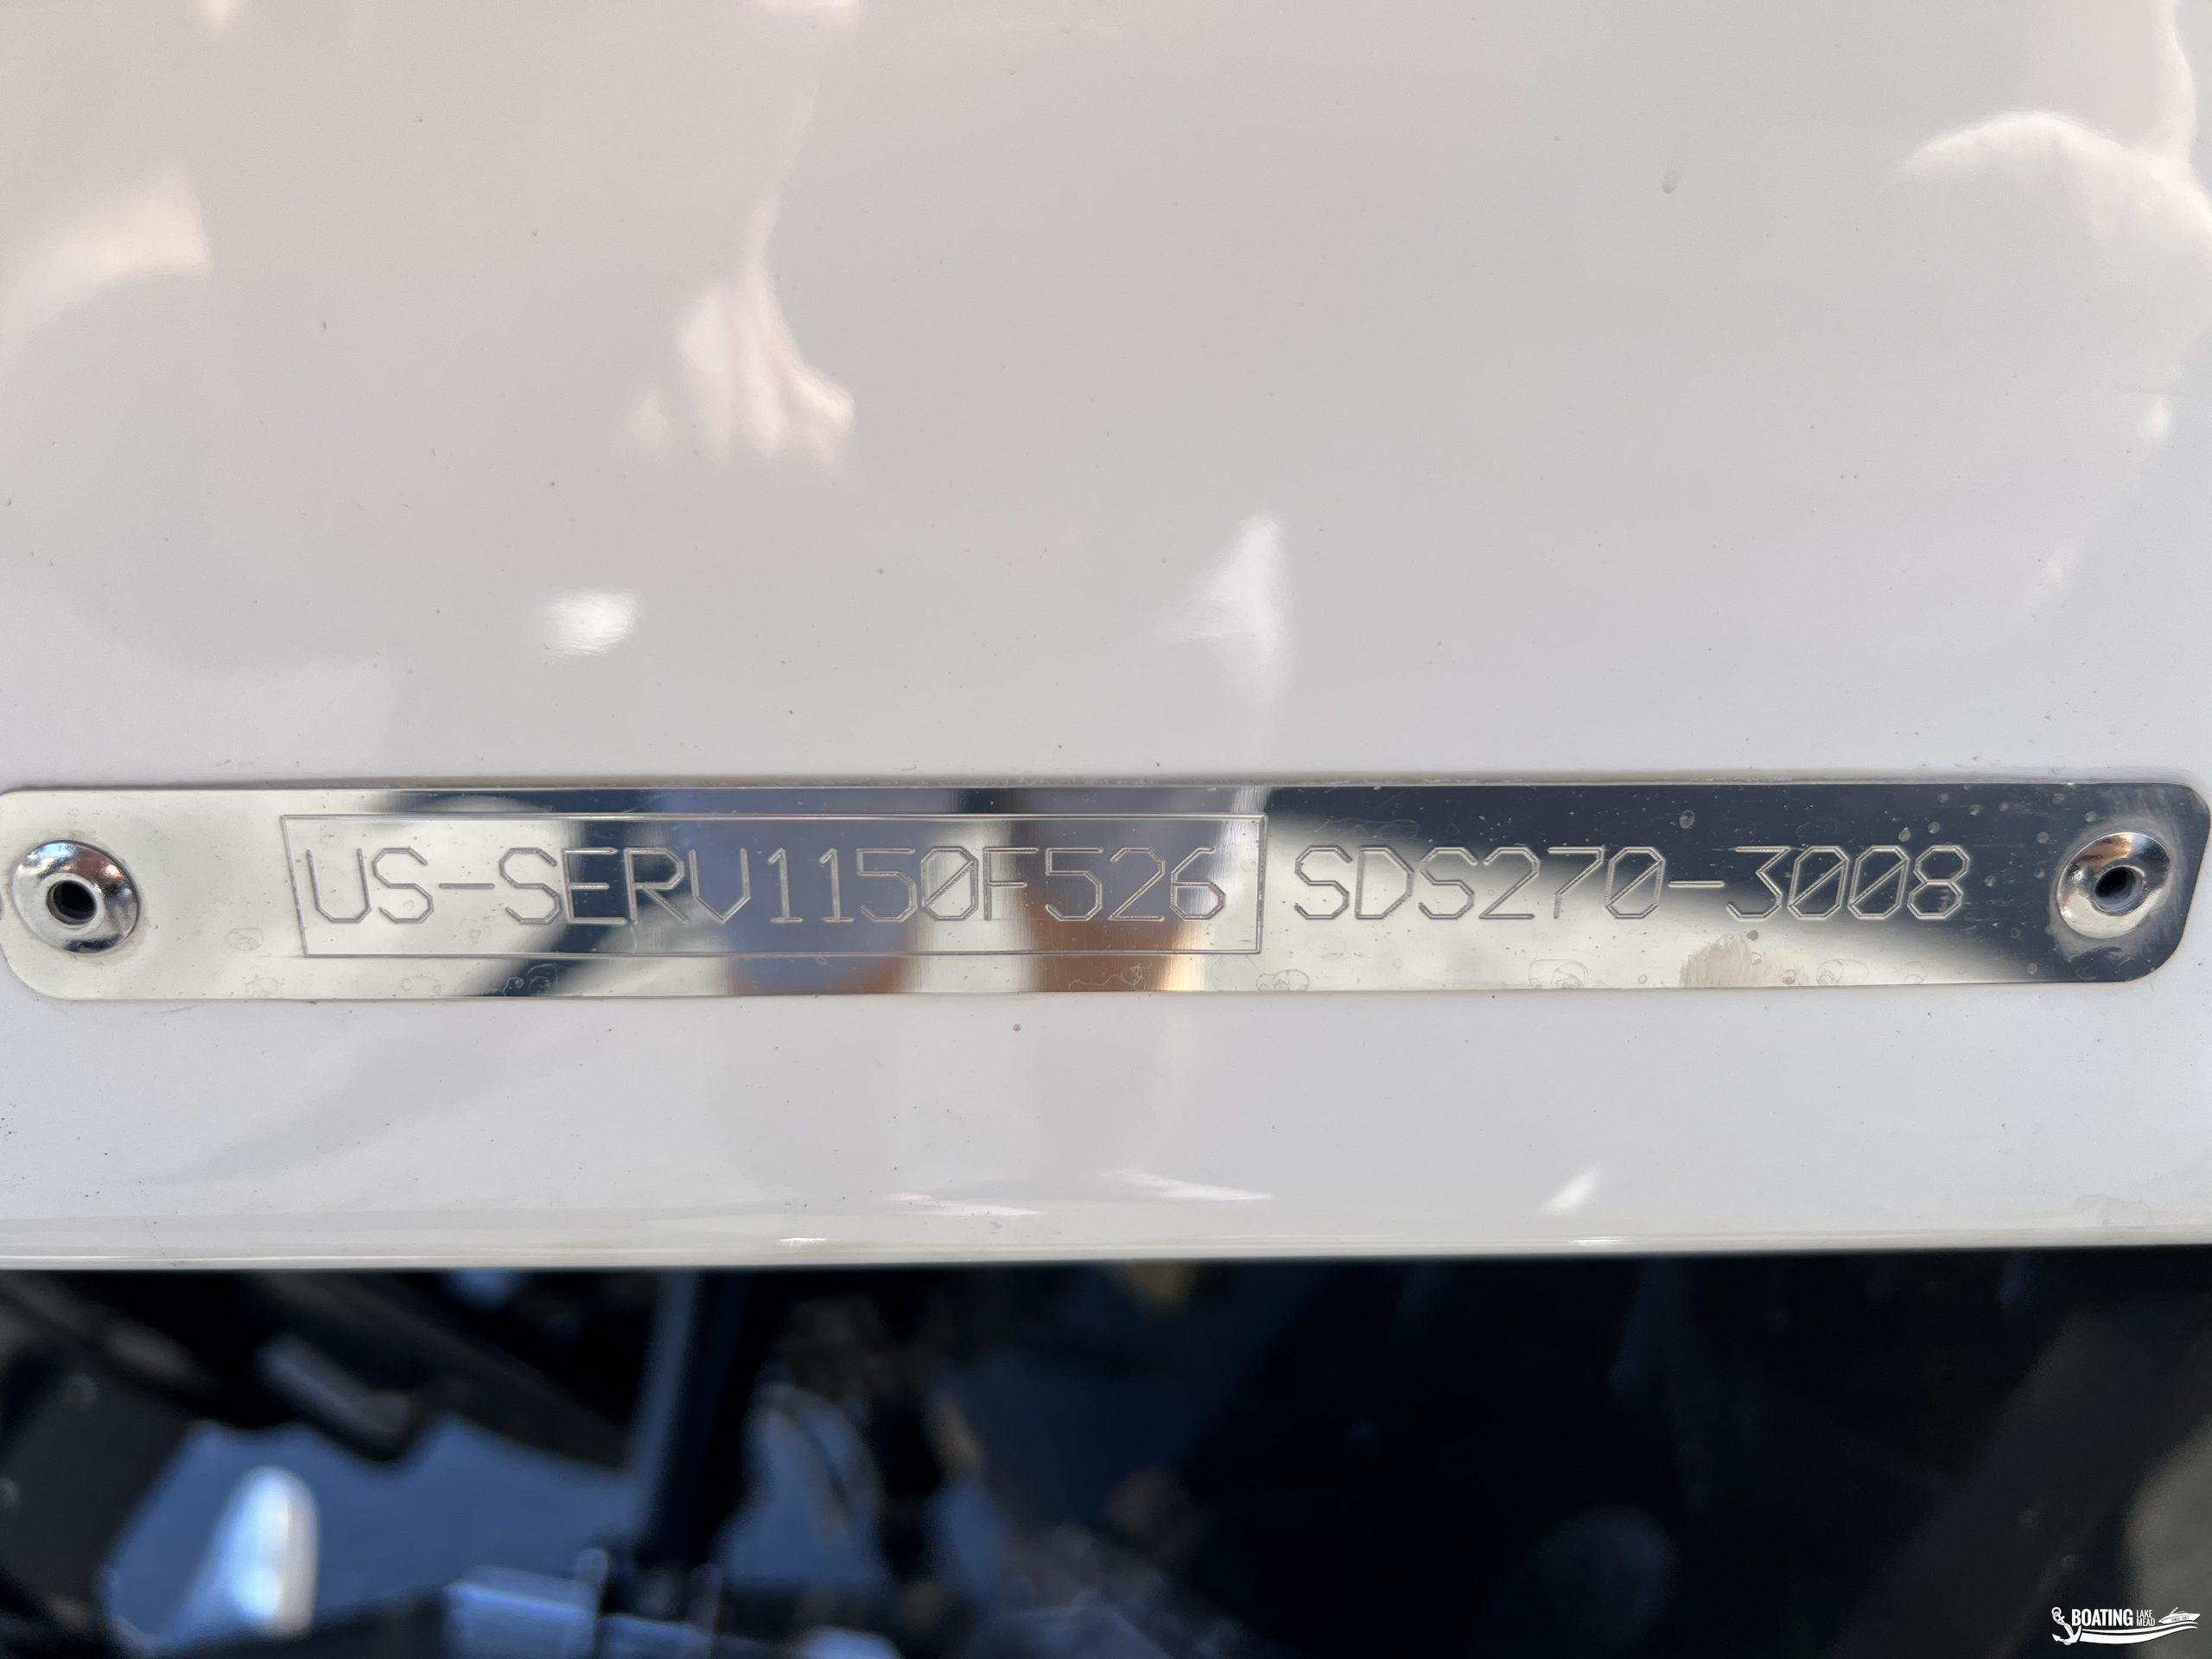 US-SERV1150F526 SDS270-3008
BOATING LAKE MEAD